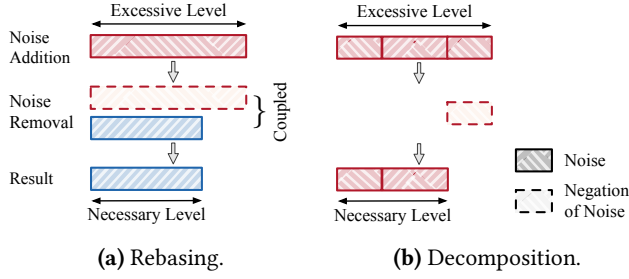 Excessive Level
Excessive Level
Noise
Addition
Noise
Removal
Coupled
Result
Noise
Negation
of Noise
Necessary Level
Necessary Level
(a) Rebasing.
(b) Decomposition.